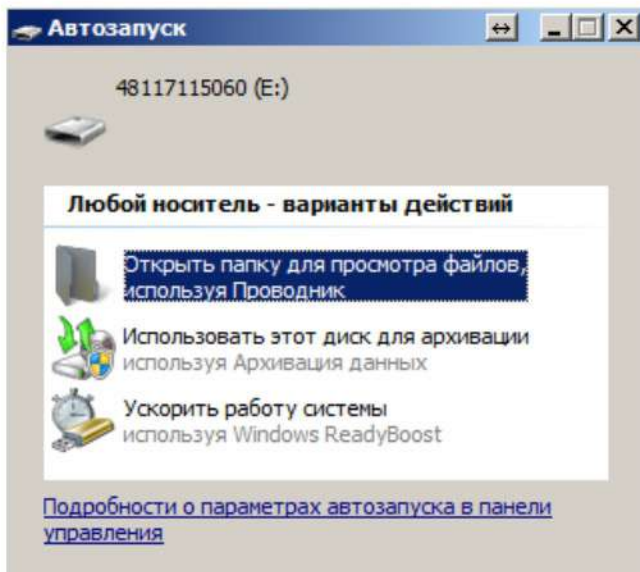 Автозапуск
48117115060 (E:)
Любой носитель - варианты действий
Открыть папку для просмотра файлов,
используя Проводник
Использовать этот диск для архивации
используя Архивация данных
Ускорить работу системы
используя Windows ReadyBoost
Подробности о параметрах автозапуска в панели
управления